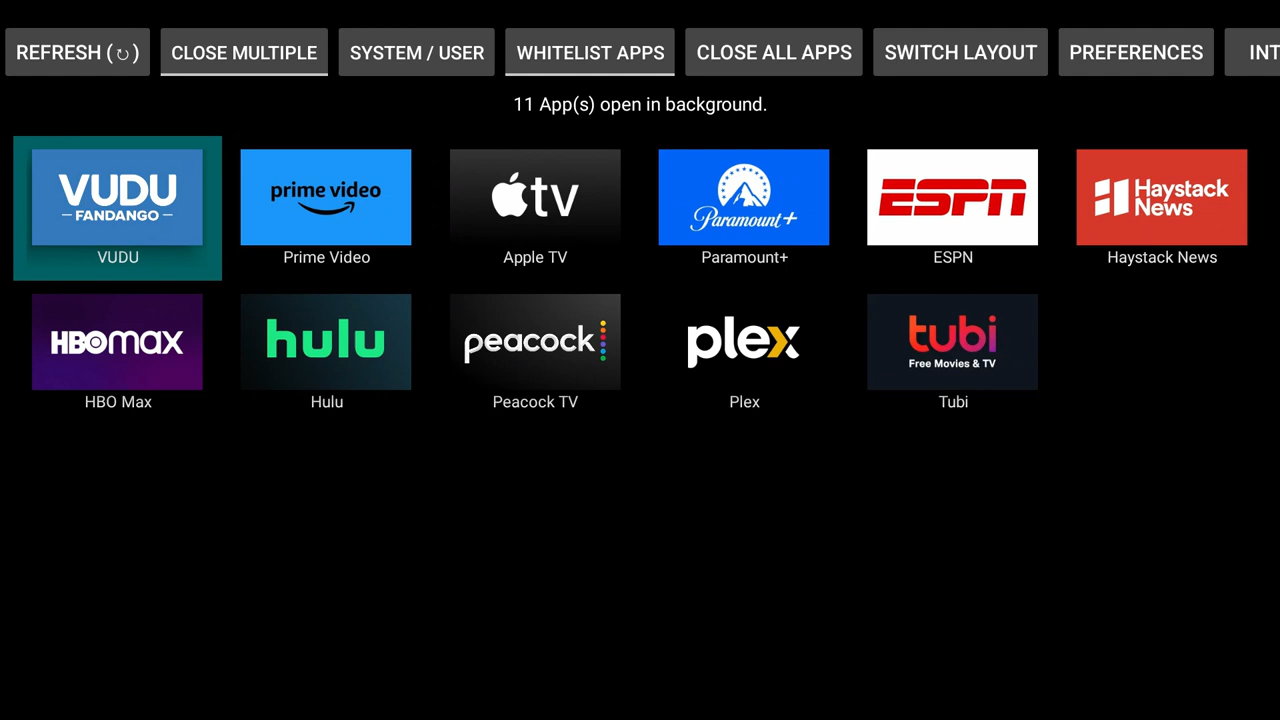 REFRESH (↻)
CLOSE MULTIPLE
SYSTEM / USER
WHITELIST APPS
CLOSE ALL APPS
SWITCH LAYOUT
PREFERENCES
INT
11 App(s) open in background.
VUDU
FANDANGO
VUDU
prime video
Prime Video
tv
Apple TV
Paramount+
Paramount+
ESPN
ESPN
Haystack
News
Haystack News
HBOmax
HBO Max
hulu
Hulu
peacock
Peacock TV
plex
Plex
tubi
Free Movies & TV
Tubi